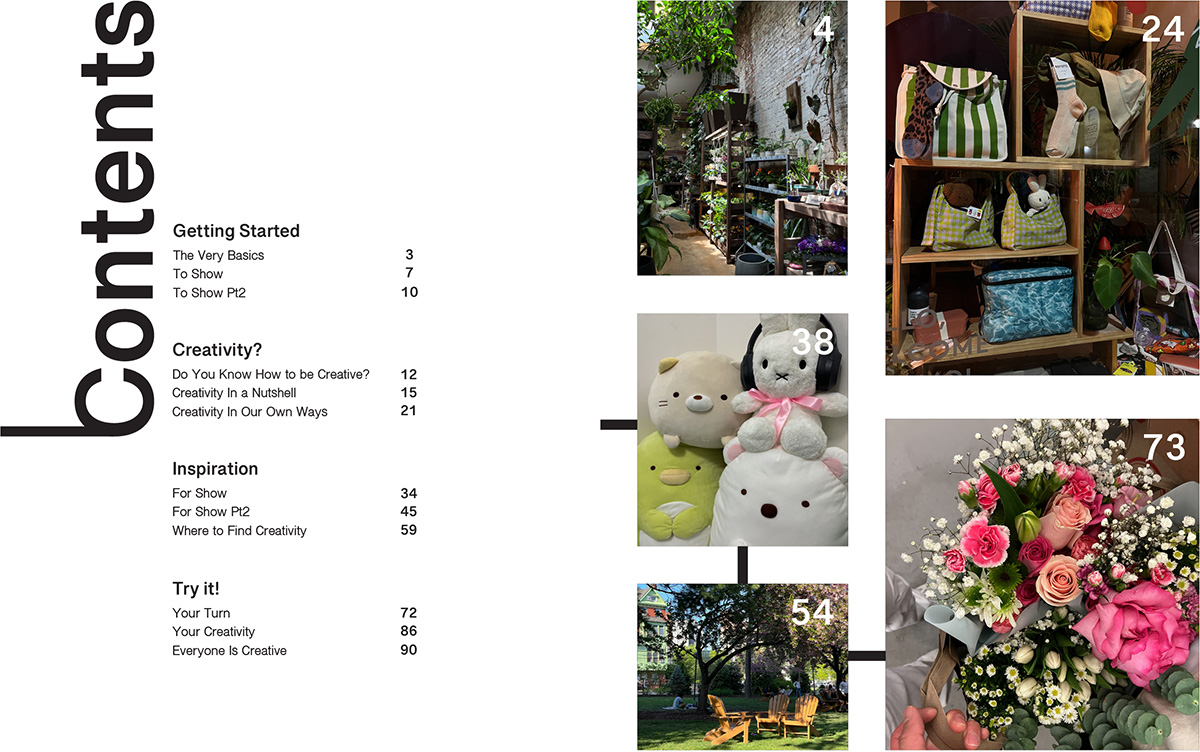 Contents
Getting Started
The Very Basics 3
To Show 7
To Show Pt2 10
Creativity?
Do You Know How to be Creative? 12
Creativity In a Nutshell 15
Creativity In Our Own Ways 21
Inspiration
For Show 34
For Show Pt2 45
Where to Find Creativity 59
Try it!
Your Turn 72
Your Creativity 86
Everyone Is Creative 90
4
24
38
54
73